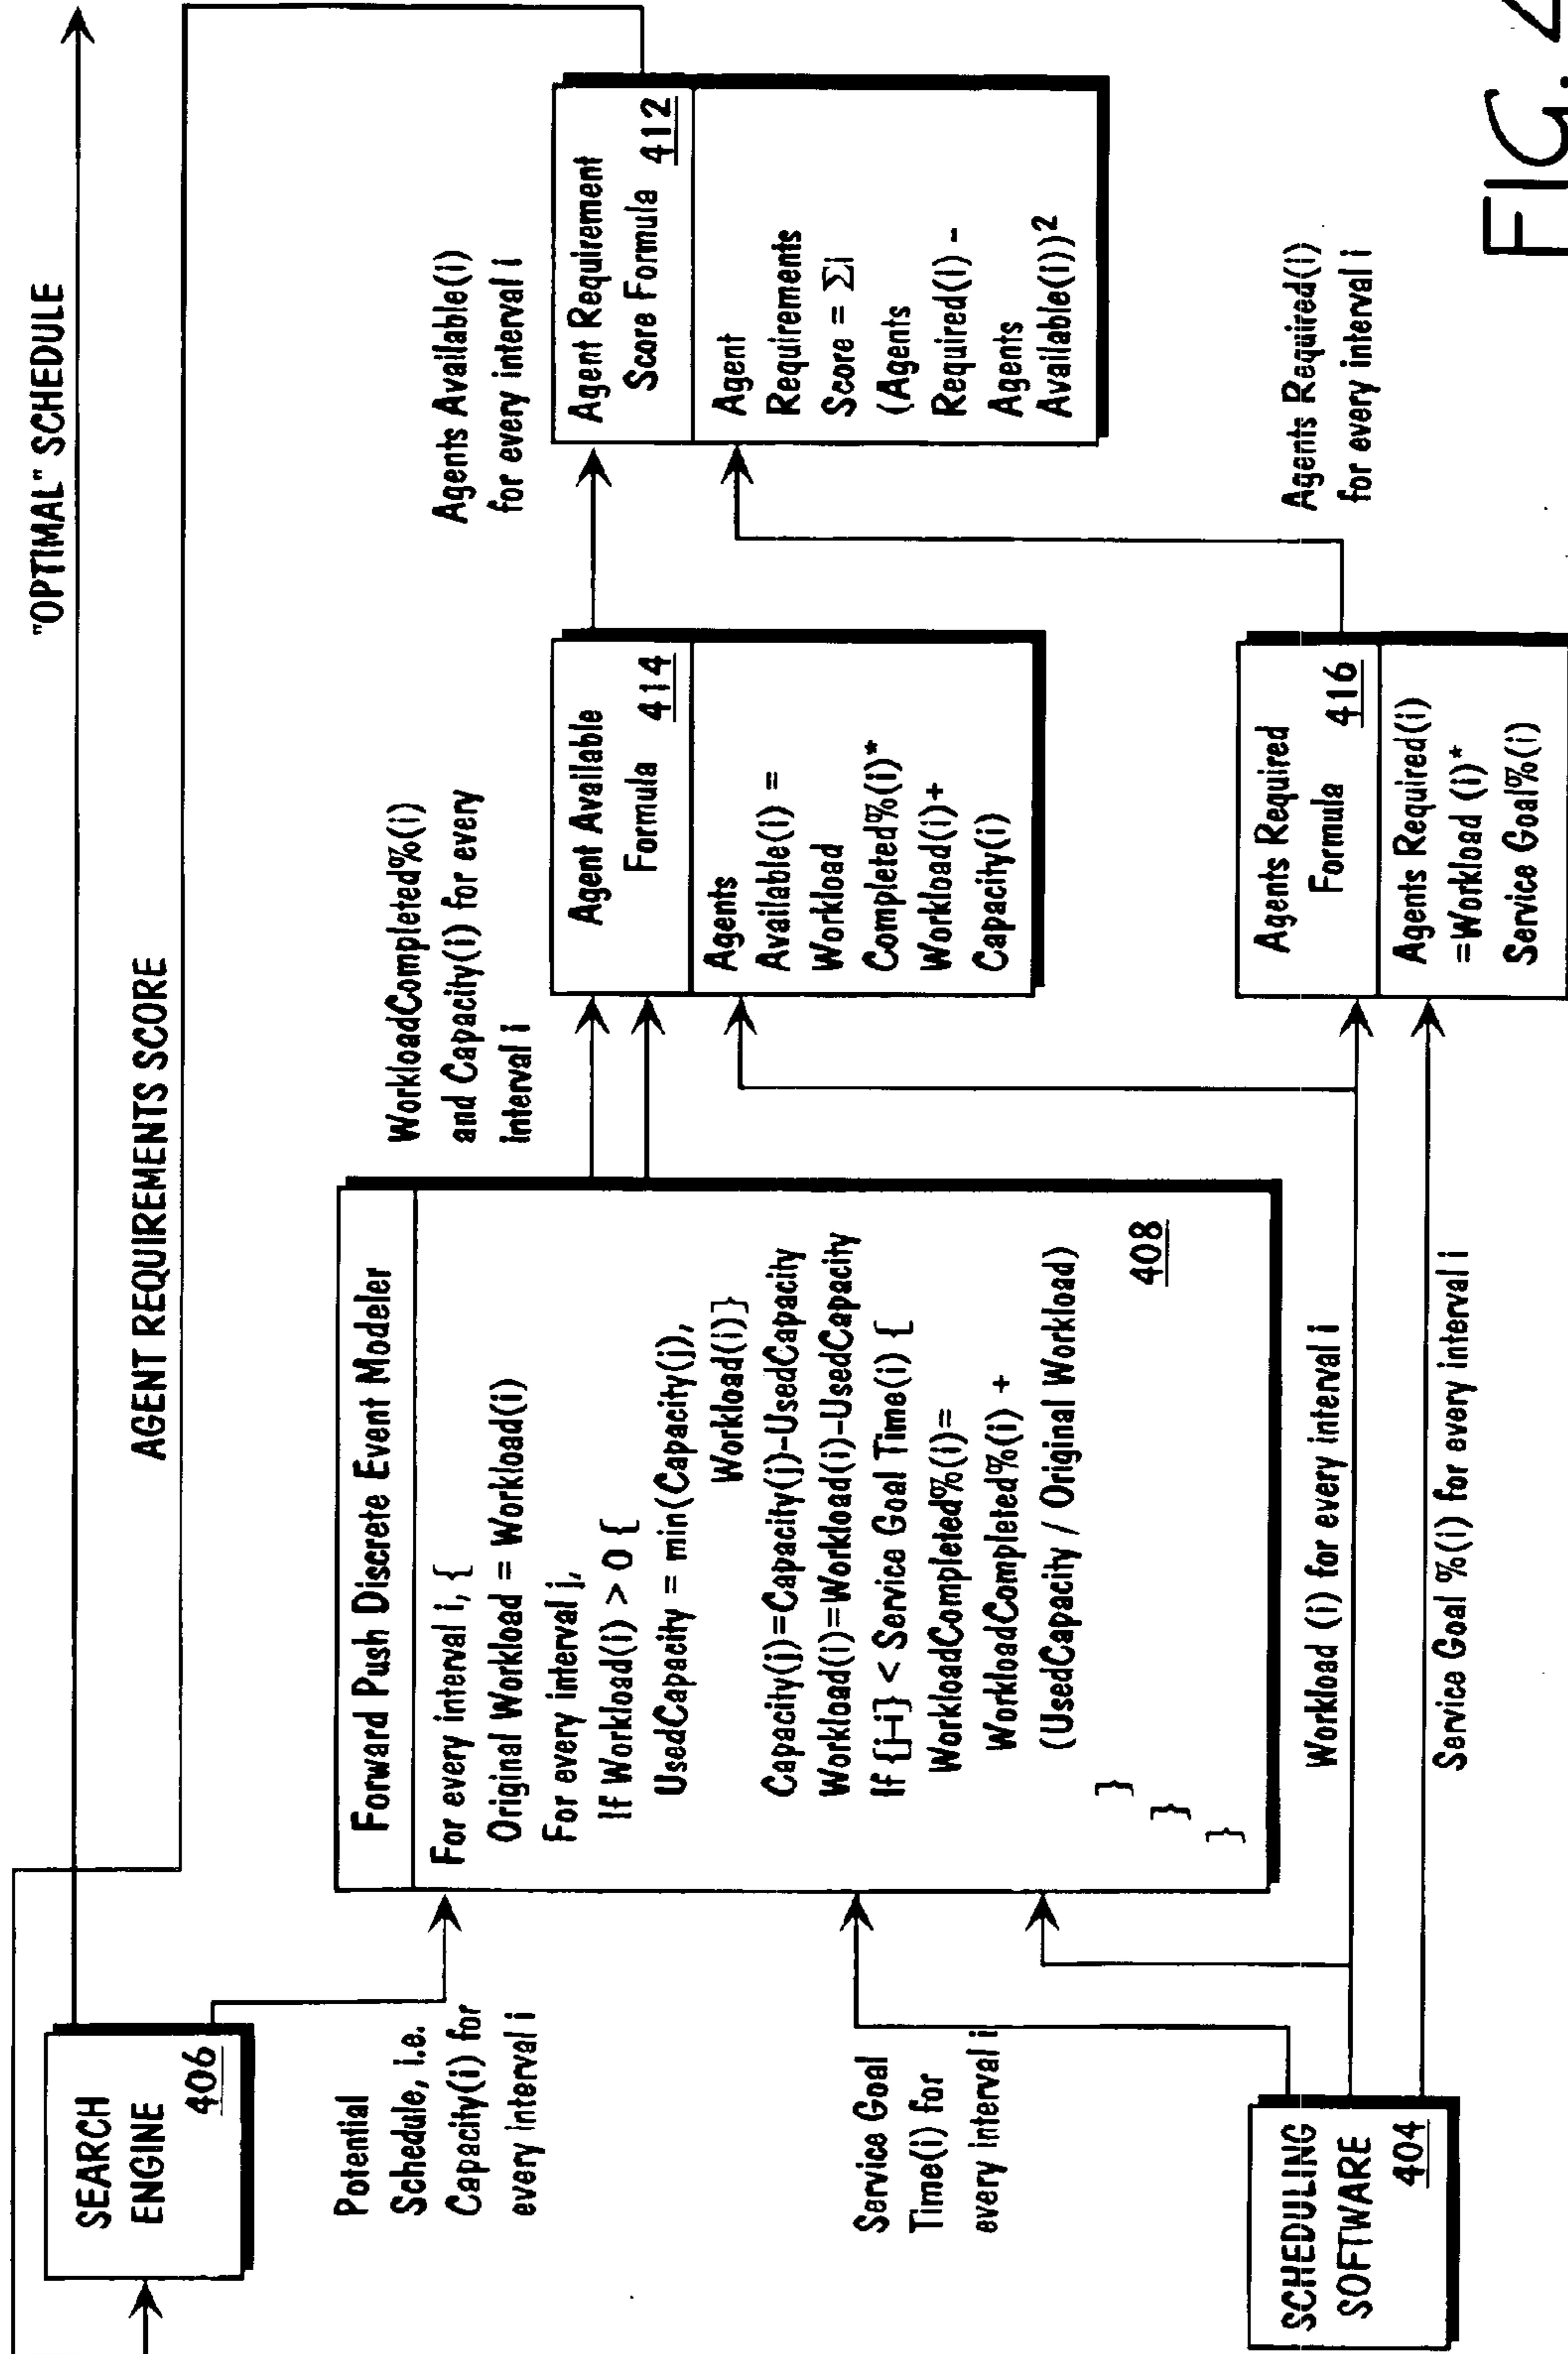 "OPTIMAL" SCHEDULE
AGENT REQUIREMENTS SCORE
SEARCH
ENGINE
406
Potential
Schedule, i.e.
Capacity(i) for
every interval i
Forward Push Discrete Event Modeler
For every interval i, {
Original Workload = Workload(i)
For every interval j,
If Workload(i) > 0 {
UsedCapacity = min(Capacity(j),
Workload(i)}
Capacity(j)=Capacity(j)-UsedCapacity
Workload(i)=Workload(i)-UsedCapacity
If {j-i} < Service Goal Time(i) {
WorkloadCompleted%(i)=
WorkloadCompleted%(i) +
(UsedCapacity / Original Workload)
}
}
}
408
WorkloadCompleted%(i)
and Capacity(i) for every
interval i
Agent Available
Formula 414
Agents
Available(i) =
Workload
Completed%(i)*
Workload(i)+
Capacity(i)
Agents Available(i)
for every interval i
Agent Requirement
Score Formula 412
Agent
Requirements
Score = Σi
(Agents
Required(i) -
Agents
Available(i))²
Service Goal
Time(i) for
every interval i
SCHEDULING
SOFTWARE
404
Workload (i) for every interval i
Service Goal %(i) for every interval i
Agents Required
Formula 416
Agents Required(i)
=Workload (i)*
Service Goal%(i)
Agents Required(i)
for every interval i
FIG.